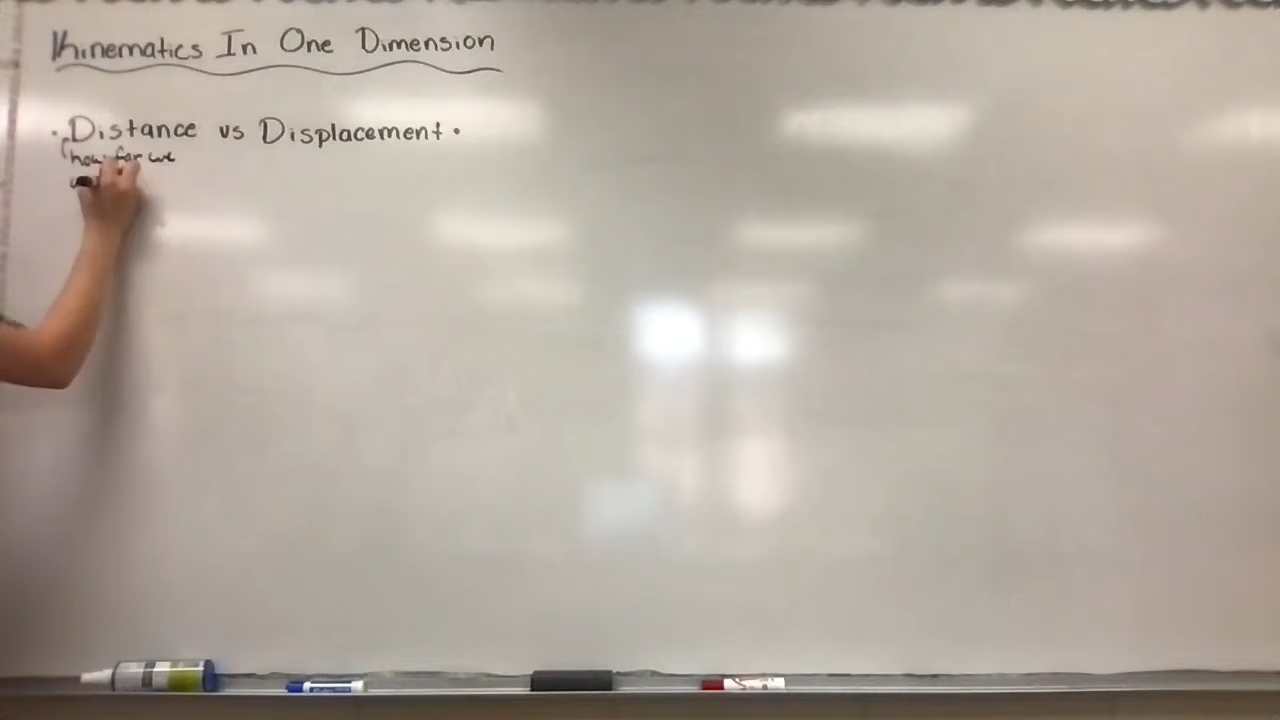 Kinematics In One Dimension
· Distance vs Displacement ·
(how far we